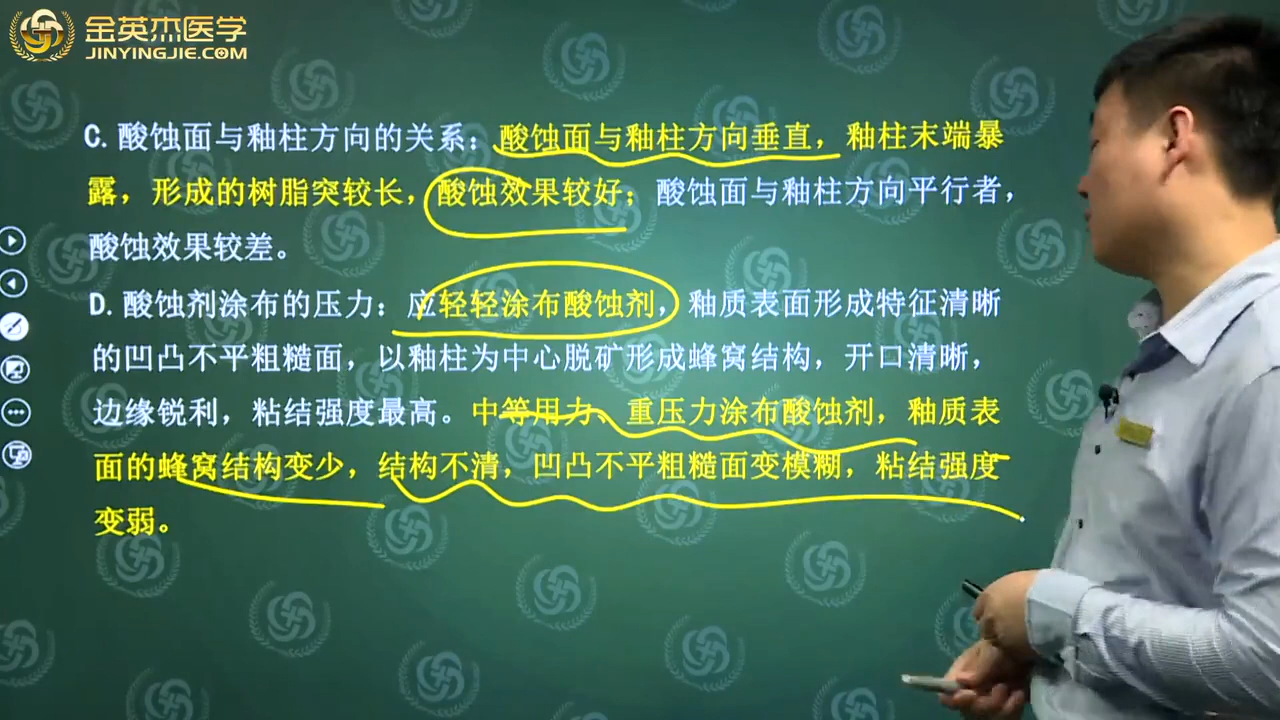 金英杰医学
JINYINGJIE.COM
C. 酸蚀面与釉柱方向的关系：酸蚀面与釉柱方向垂直，釉柱末端暴
露，形成的树脂突较长，酸蚀效果较好；酸蚀面与釉柱方向平行者，
酸蚀效果较差。
D. 酸蚀剂涂布的压力：应轻轻涂布酸蚀剂，釉质表面形成特征清晰
的凹凸不平粗糙面，以釉柱为中心脱矿形成蜂窝结构，开口清晰，
边缘锐利，粘结强度最高。中等用力、重压力涂布酸蚀剂，釉质表
面的蜂窝结构变少，结构不清，凹凸不平粗糙面变模糊，粘结强度
变弱。